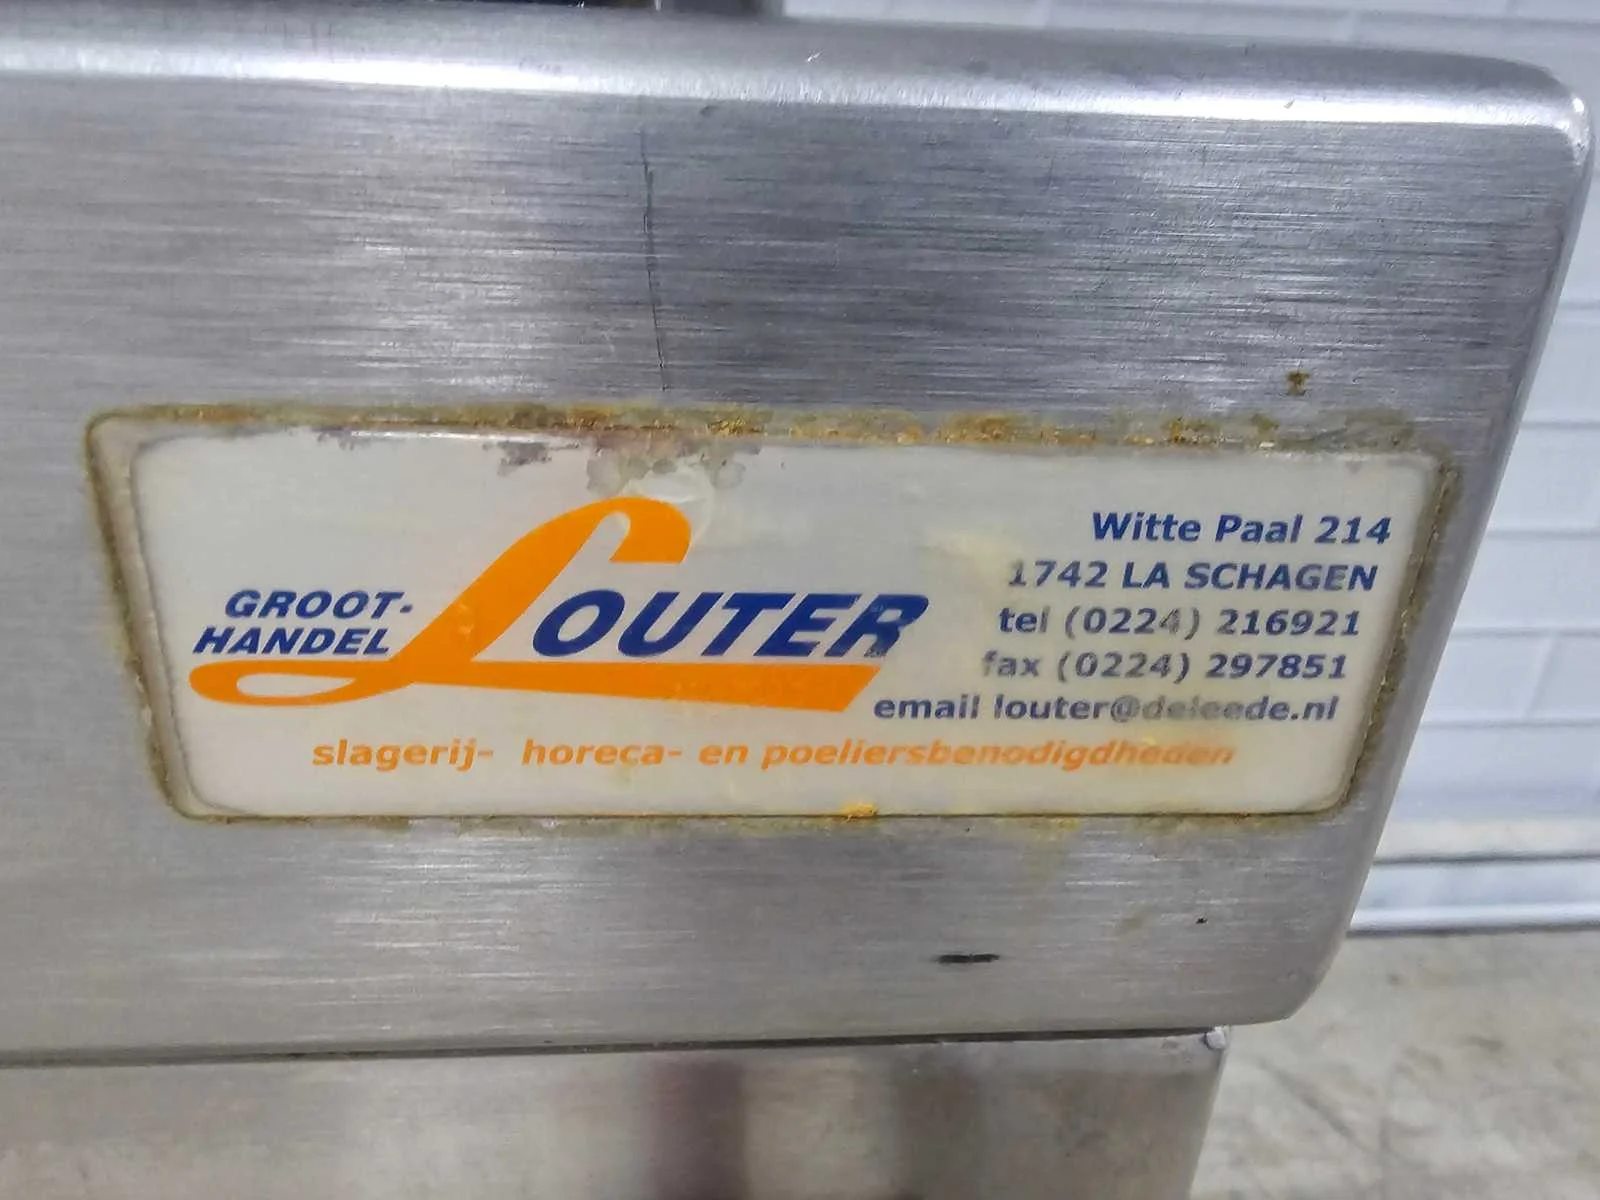 GROOT-
HANDEL
LOUTER
Witte Paal 214
1742 LA SCHAGEN
tel (0224) 216921
fax (0224) 297851
email louter@deleede.nl
slagerij- horeca- en poeliersbenodigdheden